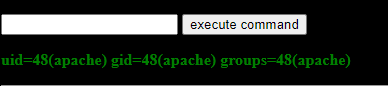 execute command
uid=48(apache) gid=48(apache) groups=48(apache)